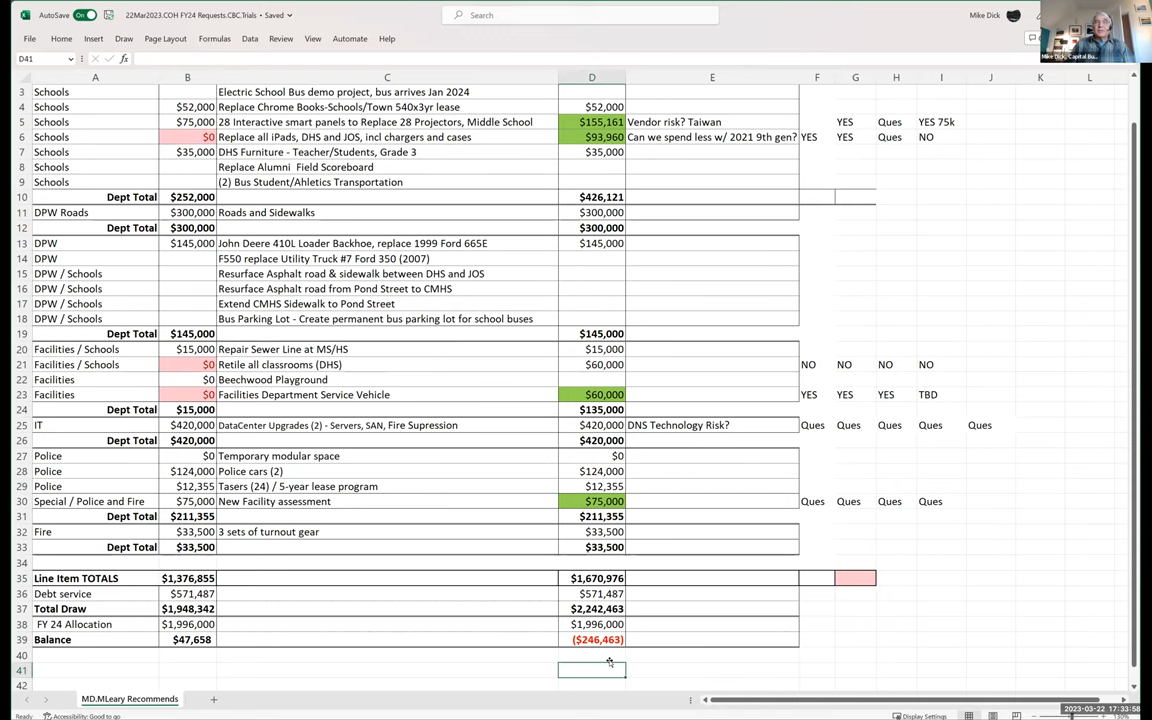 AutoSave On 22Mar2023.COH FY24 Requests.CBC.Trials • Saved Search Mike Dick
File Home Insert Draw Page Layout Formulas Data Review View Automate Help
D41 fx
Mike Dick, Capital Bu...
A B C D E F G H I J K L
3 Schools Electric School Bus demo project, bus arrives Jan 2024
4 Schools $52,000 Replace Chrome Books-Schools/Town 540x3yr lease $52,000
5 Schools $75,000 28 Interactive smart panels to Replace 28 Projectors, Middle School $155,161 Vendor risk? Taiwan YES Ques YES 75k
6 Schools $0 Replace all iPads, DHS and JOS, incl chargers and cases $93,960 Can we spend less w/ 2021 9th gen? YES YES Ques NO
7 Schools $35,000 DHS Furniture - Teacher/Students, Grade 3 $35,000
8 Schools Replace Alumni Field Scoreboard
9 Schools (2) Bus Student/Ahletics Transportation
10 Dept Total $252,000 $426,121
11 DPW Roads $300,000 Roads and Sidewalks $300,000
12 Dept Total $300,000 $300,000
13 DPW $145,000 John Deere 410L Loader Backhoe, replace 1999 Ford 665E $145,000
14 DPW F550 replace Utility Truck #7 Ford 350 (2007)
15 DPW / Schools Resurface Asphalt road & sidewalk between DHS and JOS
16 DPW / Schools Resurface Asphalt road from Pond Street to CMHS
17 DPW / Schools Extend CMHS Sidewalk to Pond Street
18 DPW / Schools Bus Parking Lot - Create permanent bus parking lot for school buses
19 Dept Total $145,000 $145,000
20 Facilities / Schools $15,000 Repair Sewer Line at MS/HS $15,000
21 Facilities / Schools $0 Retile all classrooms (DHS) $60,000 NO NO NO NO
22 Facilities $0 Beechwood Playground
23 Facilities $0 Facilities Department Service Vehicle $60,000 YES YES YES TBD
24 Dept Total $15,000 $135,000
25 IT $420,000 DataCenter Upgrades (2) - Servers, SAN, Fire Supression $420,000 DNS Technology Risk? Ques Ques Ques Ques Ques
26 Dept Total $420,000 $420,000
27 Police $0 Temporary modular space $0
28 Police $124,000 Police cars (2) $124,000
29 Police $12,355 Tasers (24) / 5-year lease program $12,355
30 Special / Police and Fire $75,000 New Facility assessment $75,000 Ques Ques Ques Ques
31 Dept Total $211,355 $211,355
32 Fire $33,500 3 sets of turnout gear $33,500
33 Dept Total $33,500 $33,500
34
35 Line Item TOTALS $1,376,855 $1,670,976
36 Debt service $571,487 $571,487
37 Total Draw $1,948,342 $2,242,463
38 FY 24 Allocation $1,996,000 $1,996,000
39 Balance $47,658 ($246,463)
40
41
42
MD.MLeary Recommends
2023-03-22 17:33:58
Ready Accessibility: Good to go Display Settings 130%